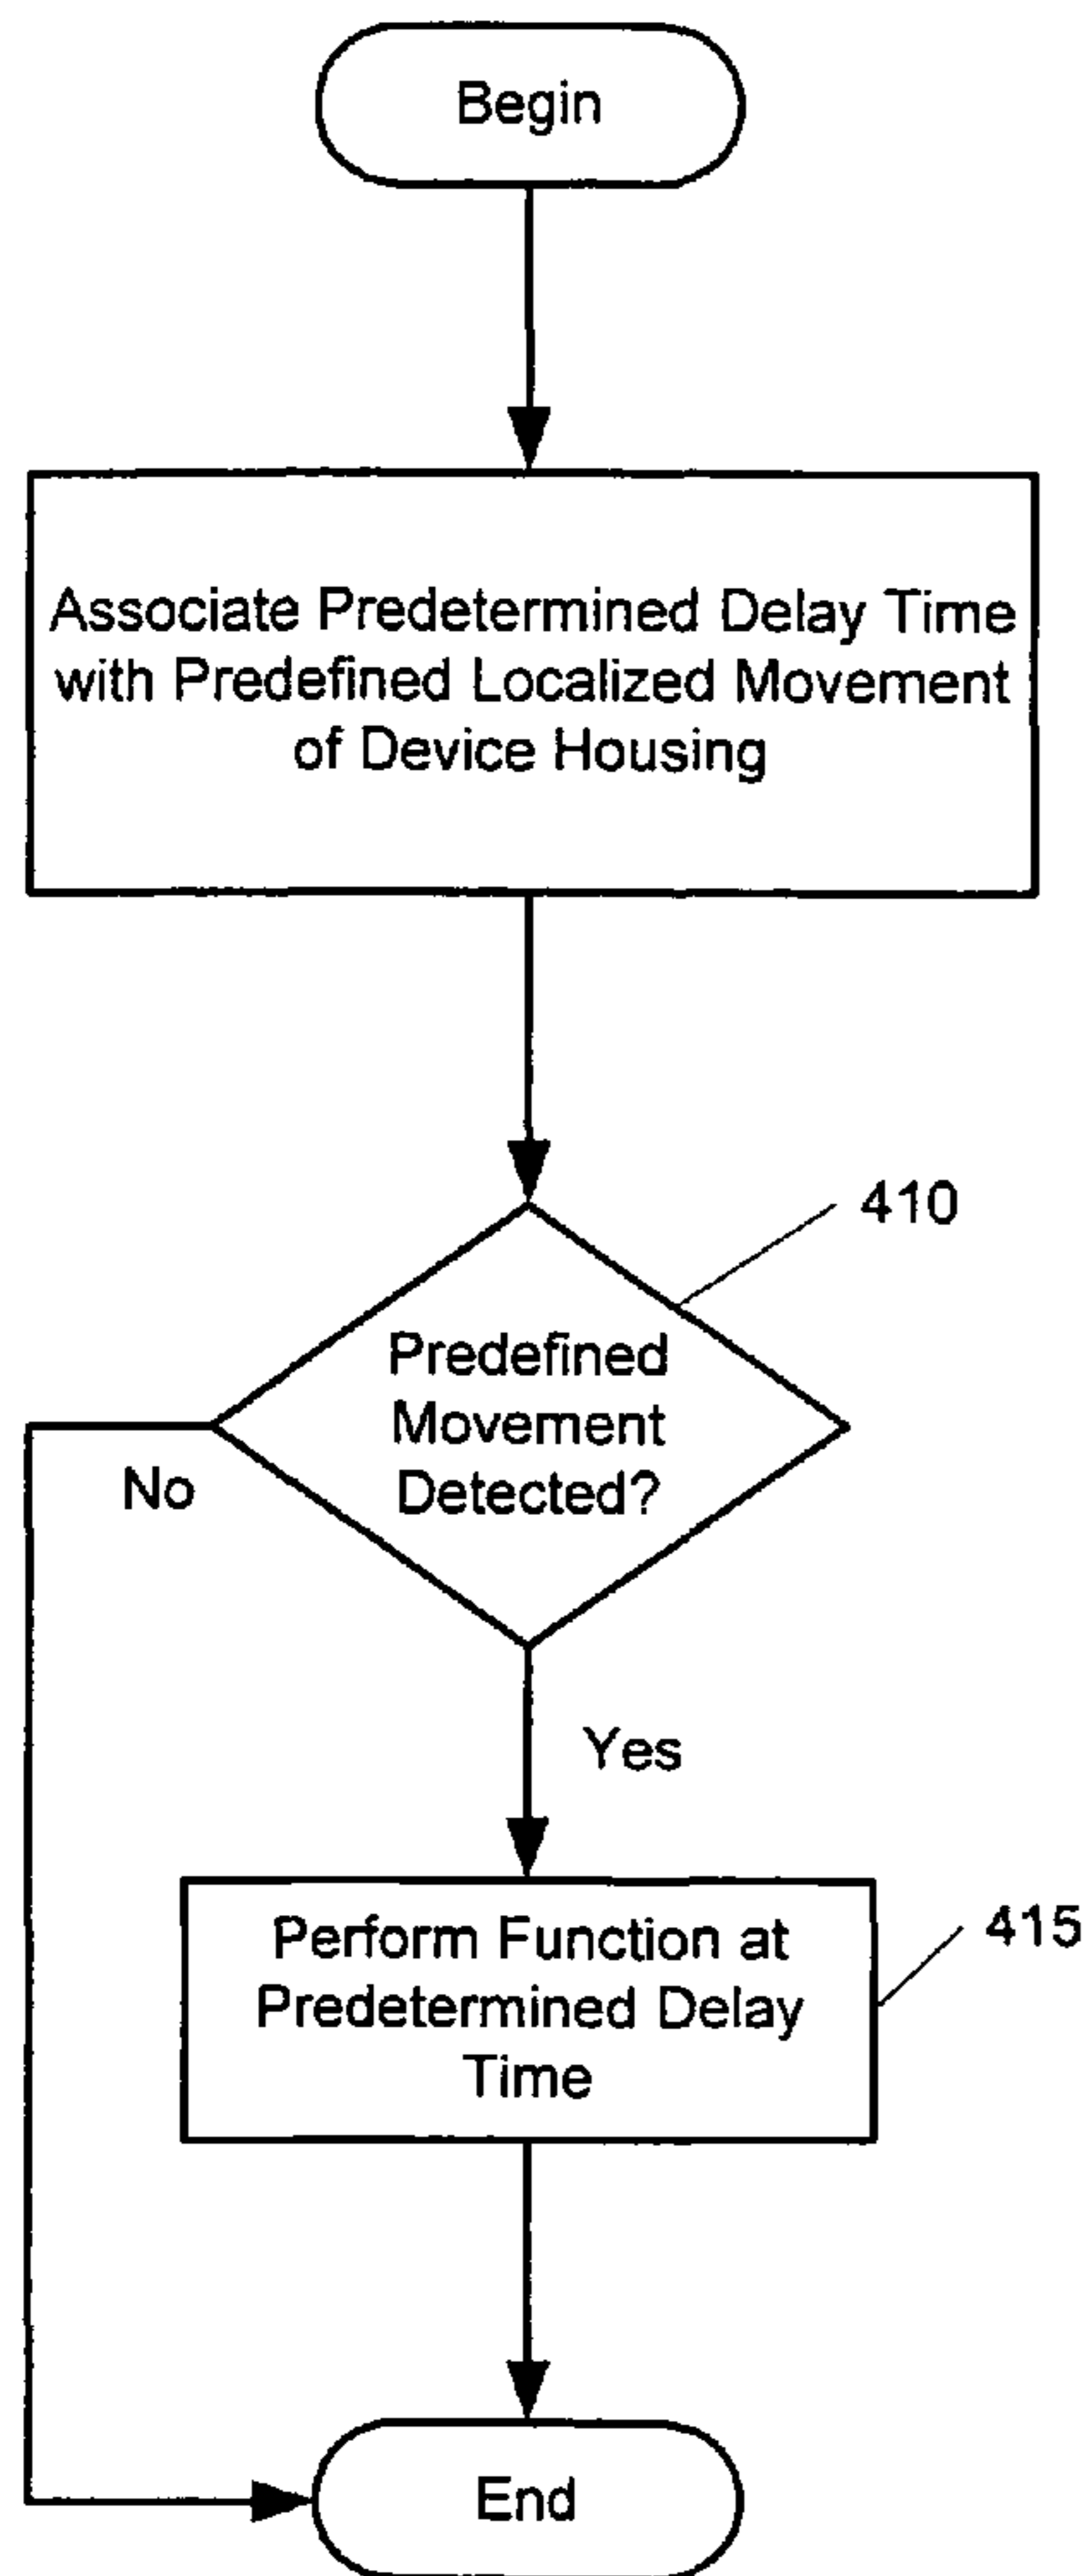 Begin
Associate Predetermined Delay Time
with Predefined Localized Movement
of Device Housing
410
Predefined
Movement
Detected?
No
Yes
Perform Function at
Predetermined Delay
Time
415
End